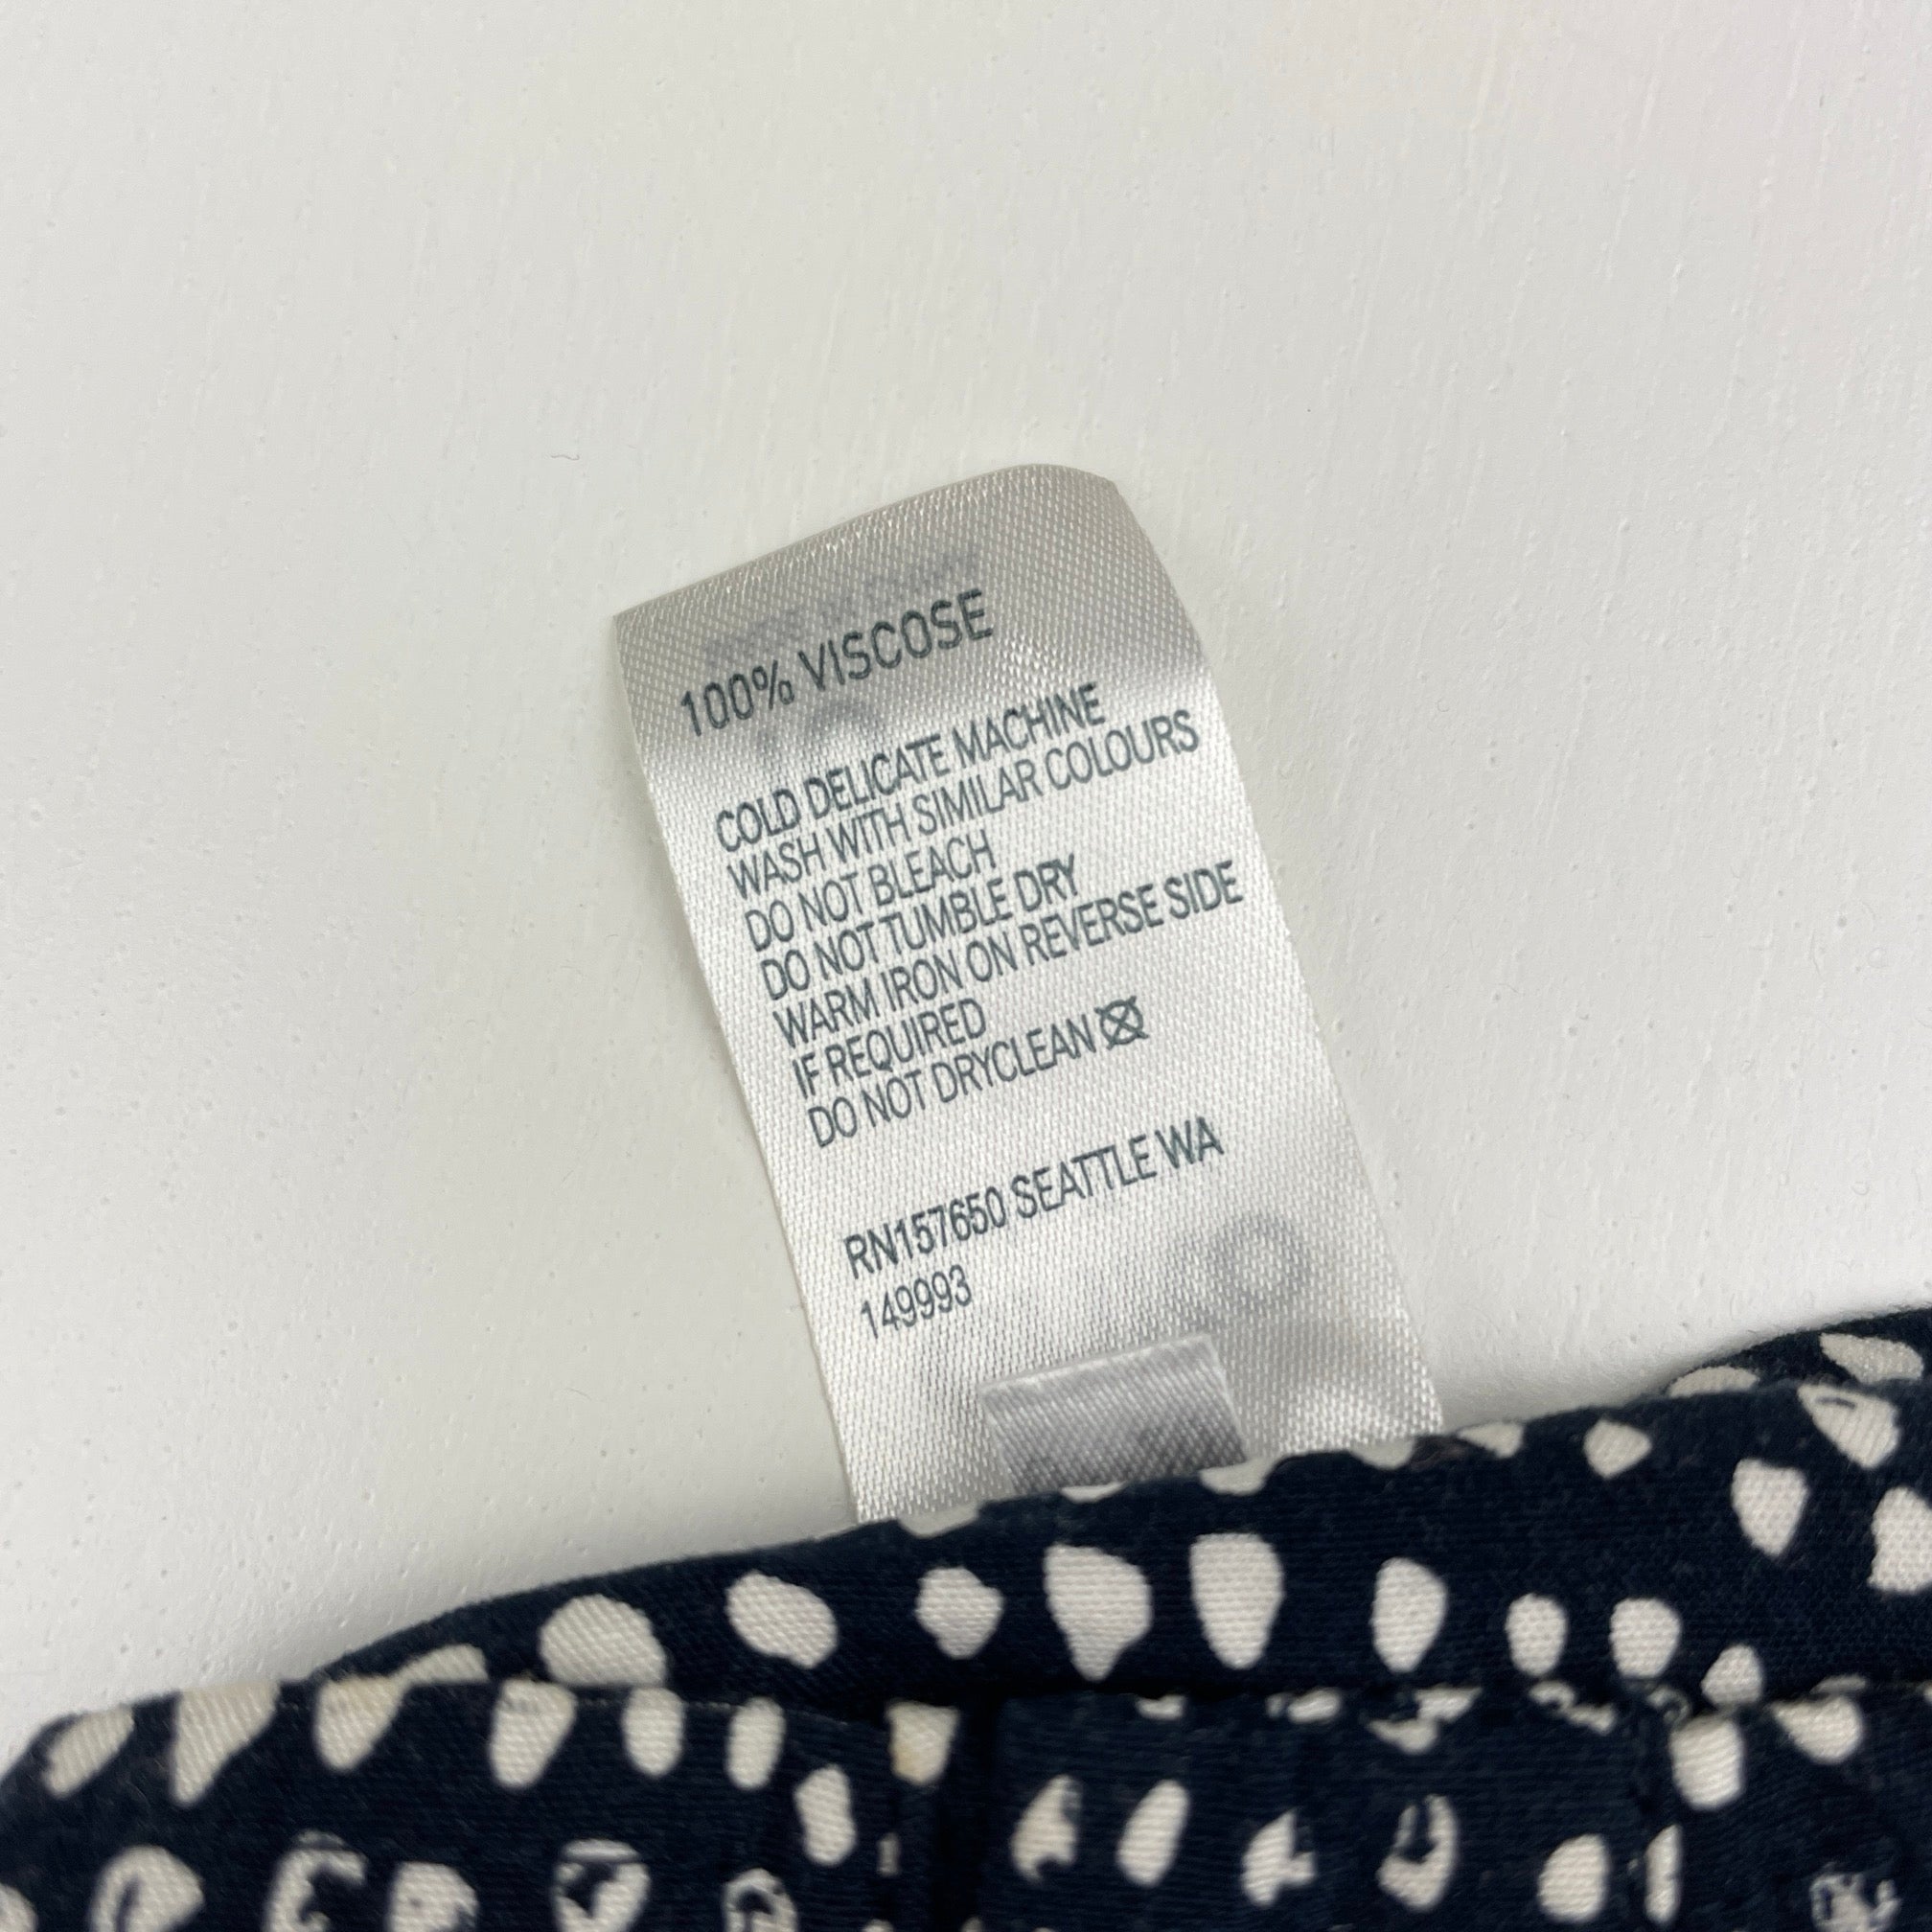 100% VISCOSE
COLD DELICATE MACHINE
WASH WITH SIMILAR COLOURS
DO NOT BLEACH
DO NOT TUMBLE DRY
WARM IRON ON REVERSE SIDE
IF REQUIRED
DO NOT DRYCLEAN
RN157650 SEATTLE WA
149993